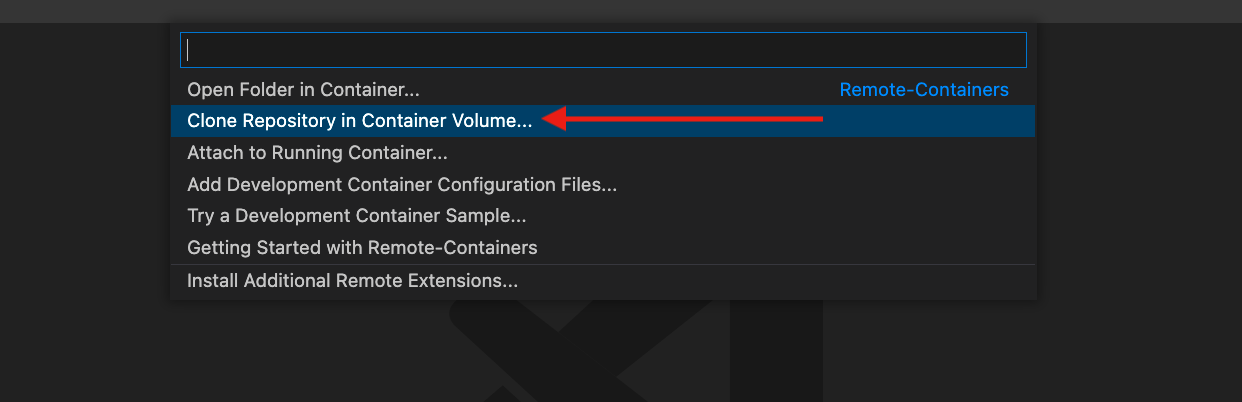 Open Folder in Container... Remote-Containers
Clone Repository in Container Volume...
Attach to Running Container...
Add Development Container Configuration Files...
Try a Development Container Sample...
Getting Started with Remote-Containers
Install Additional Remote Extensions...